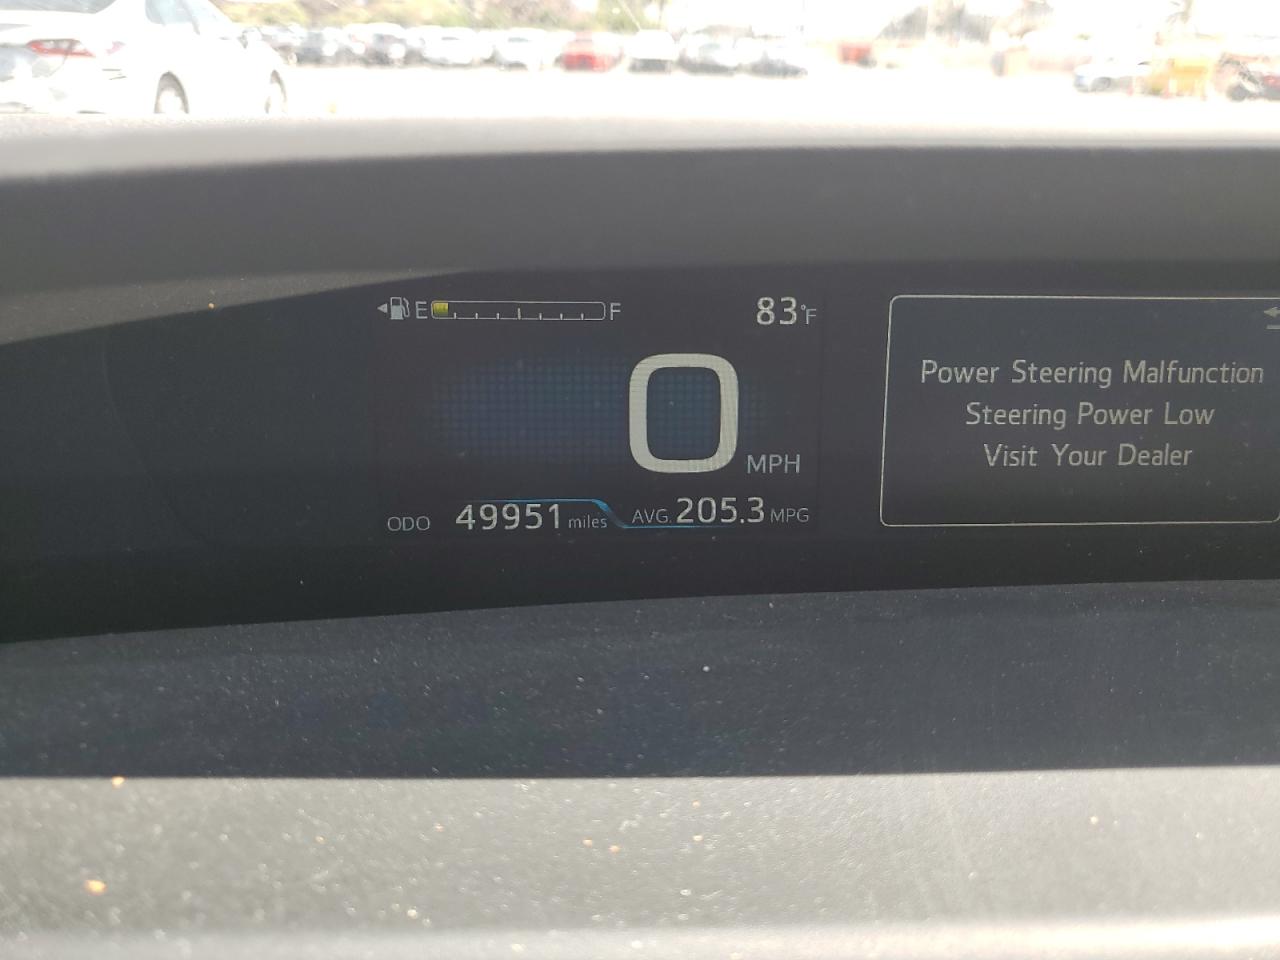 E F
83°F
0 MPH
ODO 49951 miles AVG. 205.3 MPG
Power Steering Malfunction
Steering Power Low
Visit Your Dealer